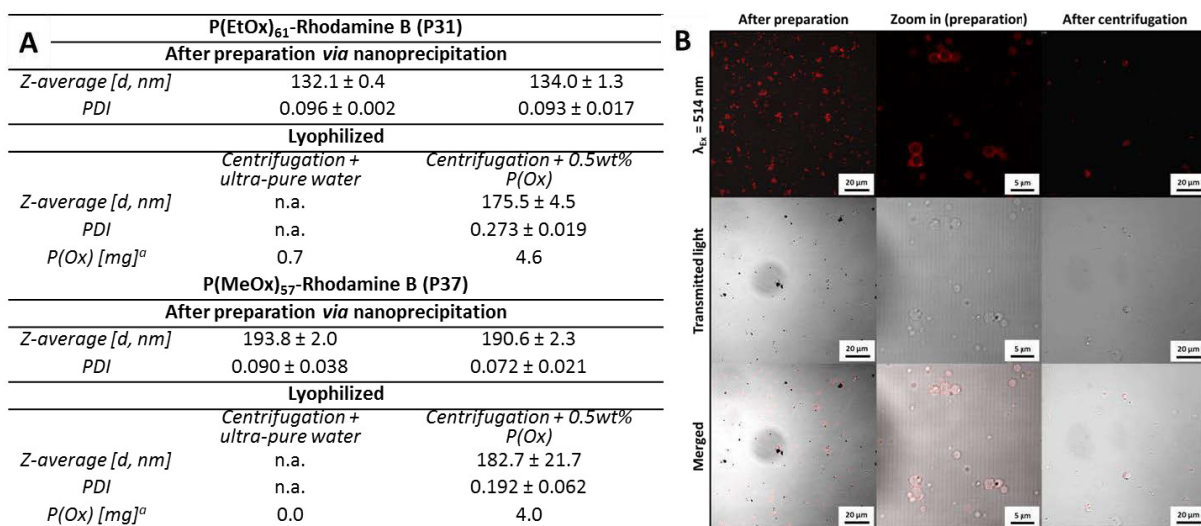 A
P(EtOx)61-Rhodamine B (P31)
After preparation via nanoprecipitation
Z-average [d, nm] 132.1 ± 0.4 134.0 ± 1.3
PDI 0.096 ± 0.002 0.093 ± 0.017
Lyophilized
Centrifugation + Centrifugation + 0.5wt%
ultra-pure water P(Ox)
Z-average [d, nm] n.a. 175.5 ± 4.5
PDI n.a. 0.273 ± 0.019
P(Ox) [mg]a 0.7 4.6
P(MeOx)57-Rhodamine B (P37)
After preparation via nanoprecipitation
Z-average [d, nm] 193.8 ± 2.0 190.6 ± 2.3
PDI 0.090 ± 0.038 0.072 ± 0.021
Lyophilized
Centrifugation + Centrifugation + 0.5wt%
ultra-pure water P(Ox)
Z-average [d, nm] n.a. 182.7 ± 21.7
PDI n.a. 0.192 ± 0.062
P(Ox) [mg]a 0.0 4.0
B
After preparation Zoom in (preparation) After centrifugation
λEx = 514 nm
20 µm 5 µm 20 µm
Transmitted light
20 µm 5 µm 20 µm
Merged
20 µm 5 µm 20 µm